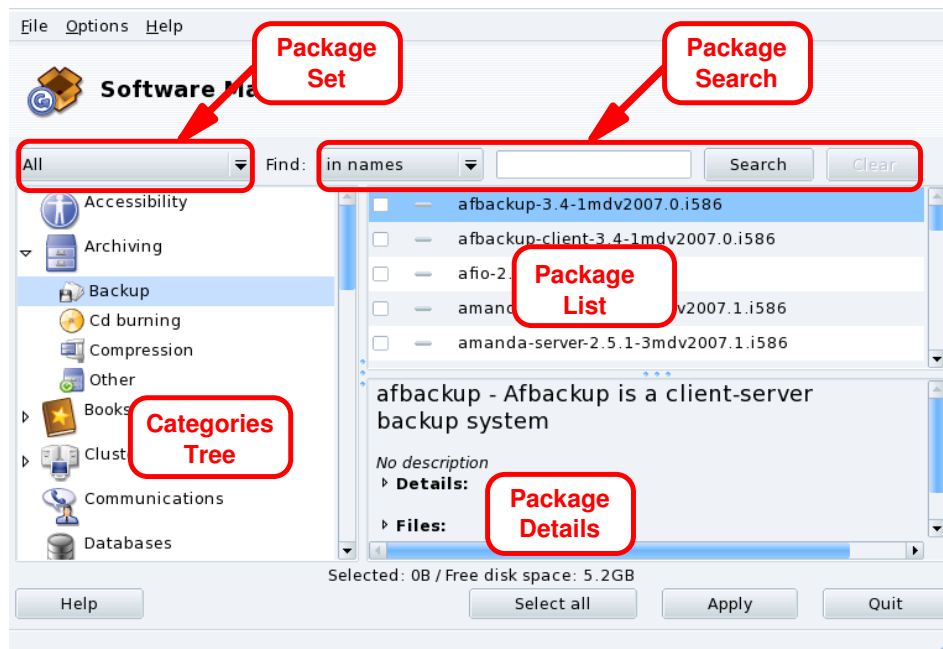 File Options Help
Package
Set
Package
Search
Software Ma
All
Find:
in names
Search
Clear
Accessibility
Archiving
Backup
Cd burning
Compression
Other
Books
Clust
Communications
Databases
Categories
Tree
afbackup-3.4-1mdv2007.0.i586
afbackup-client-3.4-1mdv2007.0.i586
afio-2.
amand
v2007.1.i586
amanda-server-2.5.1-3mdv2007.1.i586
Package
List
afbackup - Afbackup is a client-server
backup system
No description
Details:
Files:
Package
Details
Selected: 0B / Free disk space: 5.2GB
Help
Select all
Apply
Quit